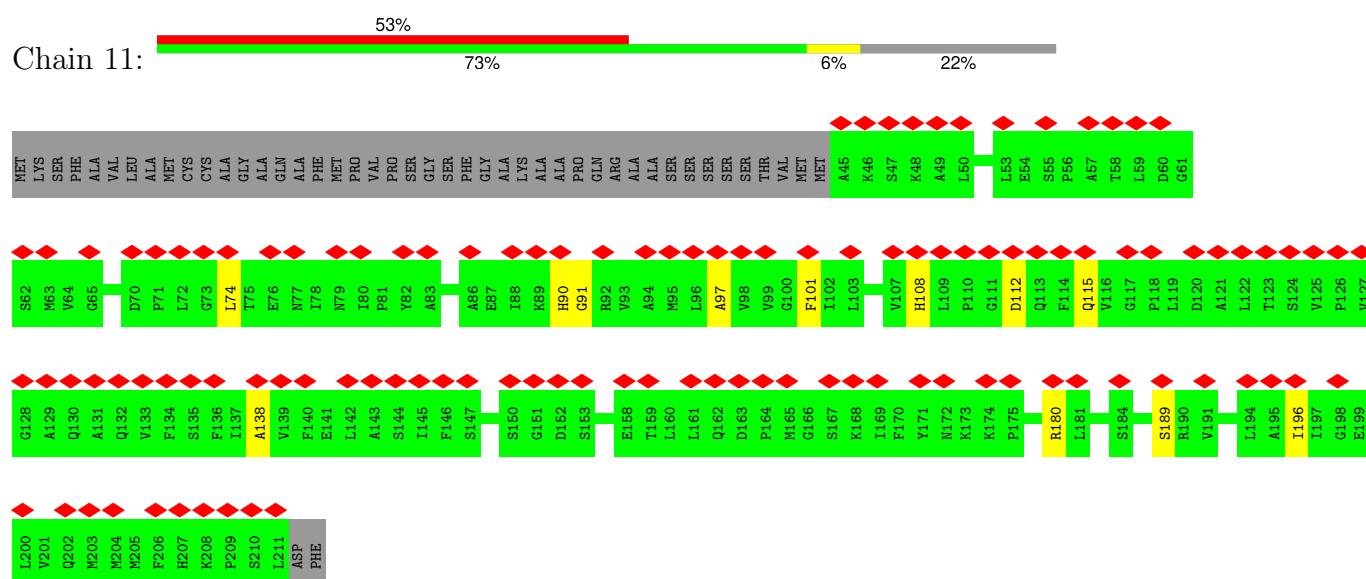 53%
Chain 11:
73% 6% 22%
MET LYS SER PHE ALA VAL LEU ALA MET CYS CYS ALA GLY ALA GLN ALA PHE MET PRO VAL PRO SER GLY SER PHE GLY ALA LYS ALA ALA PRO GLN ARG ALA ALA SER SER SER SER SER THR VAL MET MET A45 K46 S47 K48 A49 L50 L53 E54 S55 P56 A57 T58 L59 D60 G61
S62 M63 V64 G65 D70 P71 L72 G73 L74 T75 E76 N77 I78 N79 I80 P81 Y82 A83 A86 E87 I88 K89 H90 G91 R92 V93 A94 M95 L96 A97 V98 V99 G100 F101 I102 L103 V107 H108 L109 P110 G111 D112 Q113 F114 Q115 V116 G117 P118 L119 D120 A121 L122 T123 S124 V125 P126 V127
G128 A129 Q130 A131 Q132 V133 F134 S135 F136 I137 A138 V139 F140 E141 L142 A143 S144 I145 F146 S147 S150 G151 D152 S153 E158 T159 L160 L161 Q162 D163 P164 M165 G166 S167 K168 I169 F170 Y171 N172 K173 K174 P175 R180 L181 S184 S189 R190 V191 L194 A195 I196 I197 G198 E199
L200 V201 Q202 M203 M204 M205 F206 H207 K208 P209 S210 L211 ASP PHE